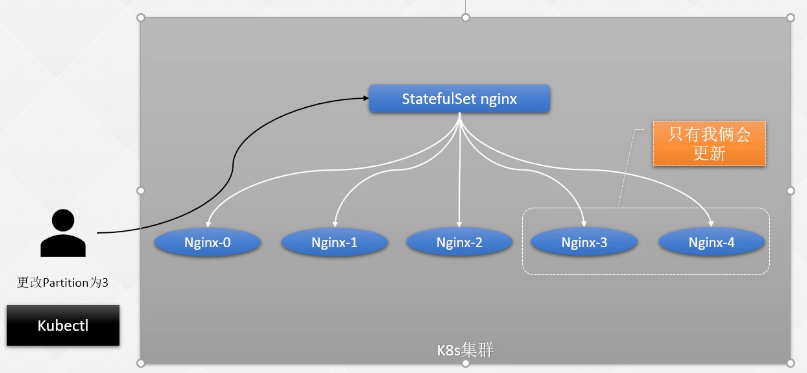 StatefulSet nginx
只有我俩会
更新
Nginx-0
Nginx-1
Nginx-2
Nginx-3
Nginx-4
更改Partition为3
Kubectl
K8s集群